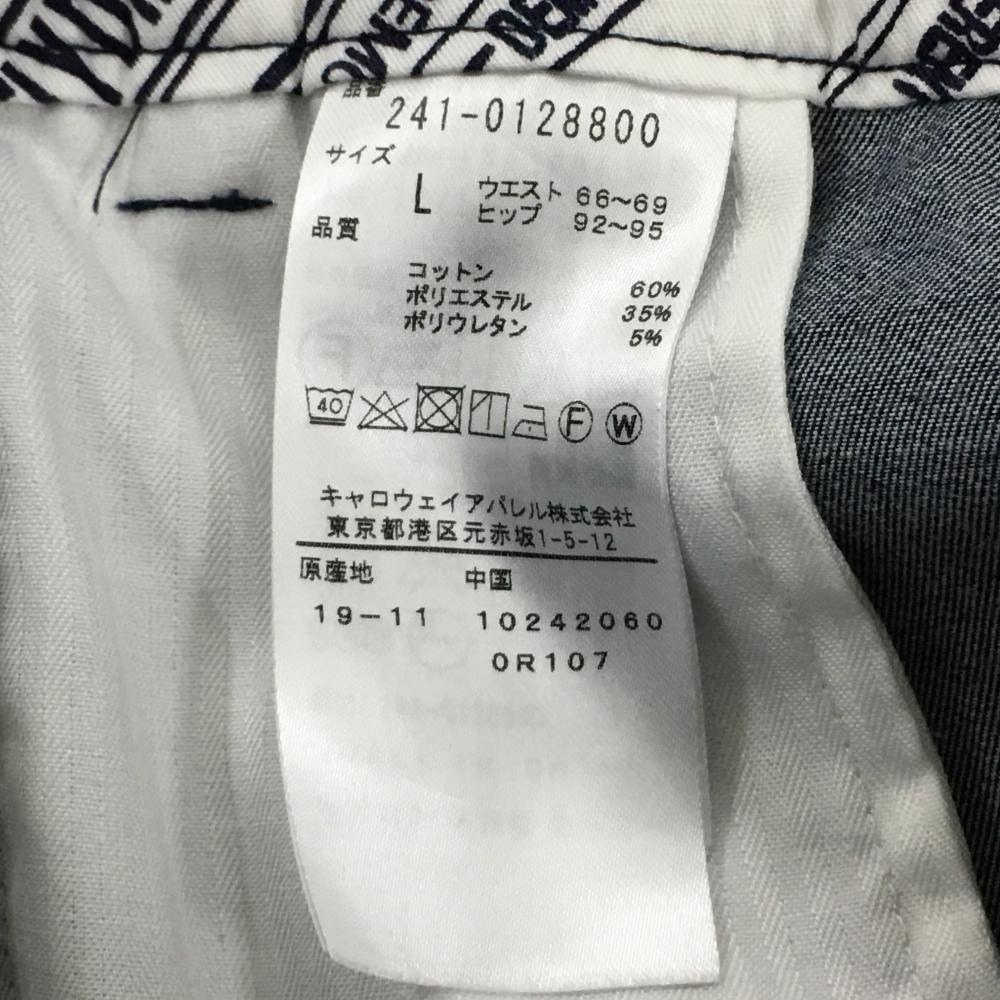 品番
241-0128800
サイズ
L ウエスト 66〜69
ヒップ 92〜95
品質
コットン 60%
ポリエステル 35%
ポリウレタン 5%
40
F W
キャロウェイアパレル株式会社
東京都港区元赤坂1-5-12
原産地 中国
19-11 10242060
0R107